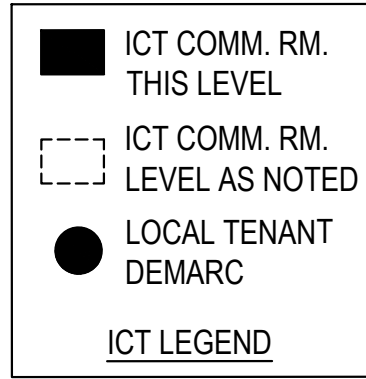 ICT COMM. RM.
THIS LEVEL
ICT COMM. RM.
LEVEL AS NOTED
LOCAL TENANT
DEMARC
ICT LEGEND